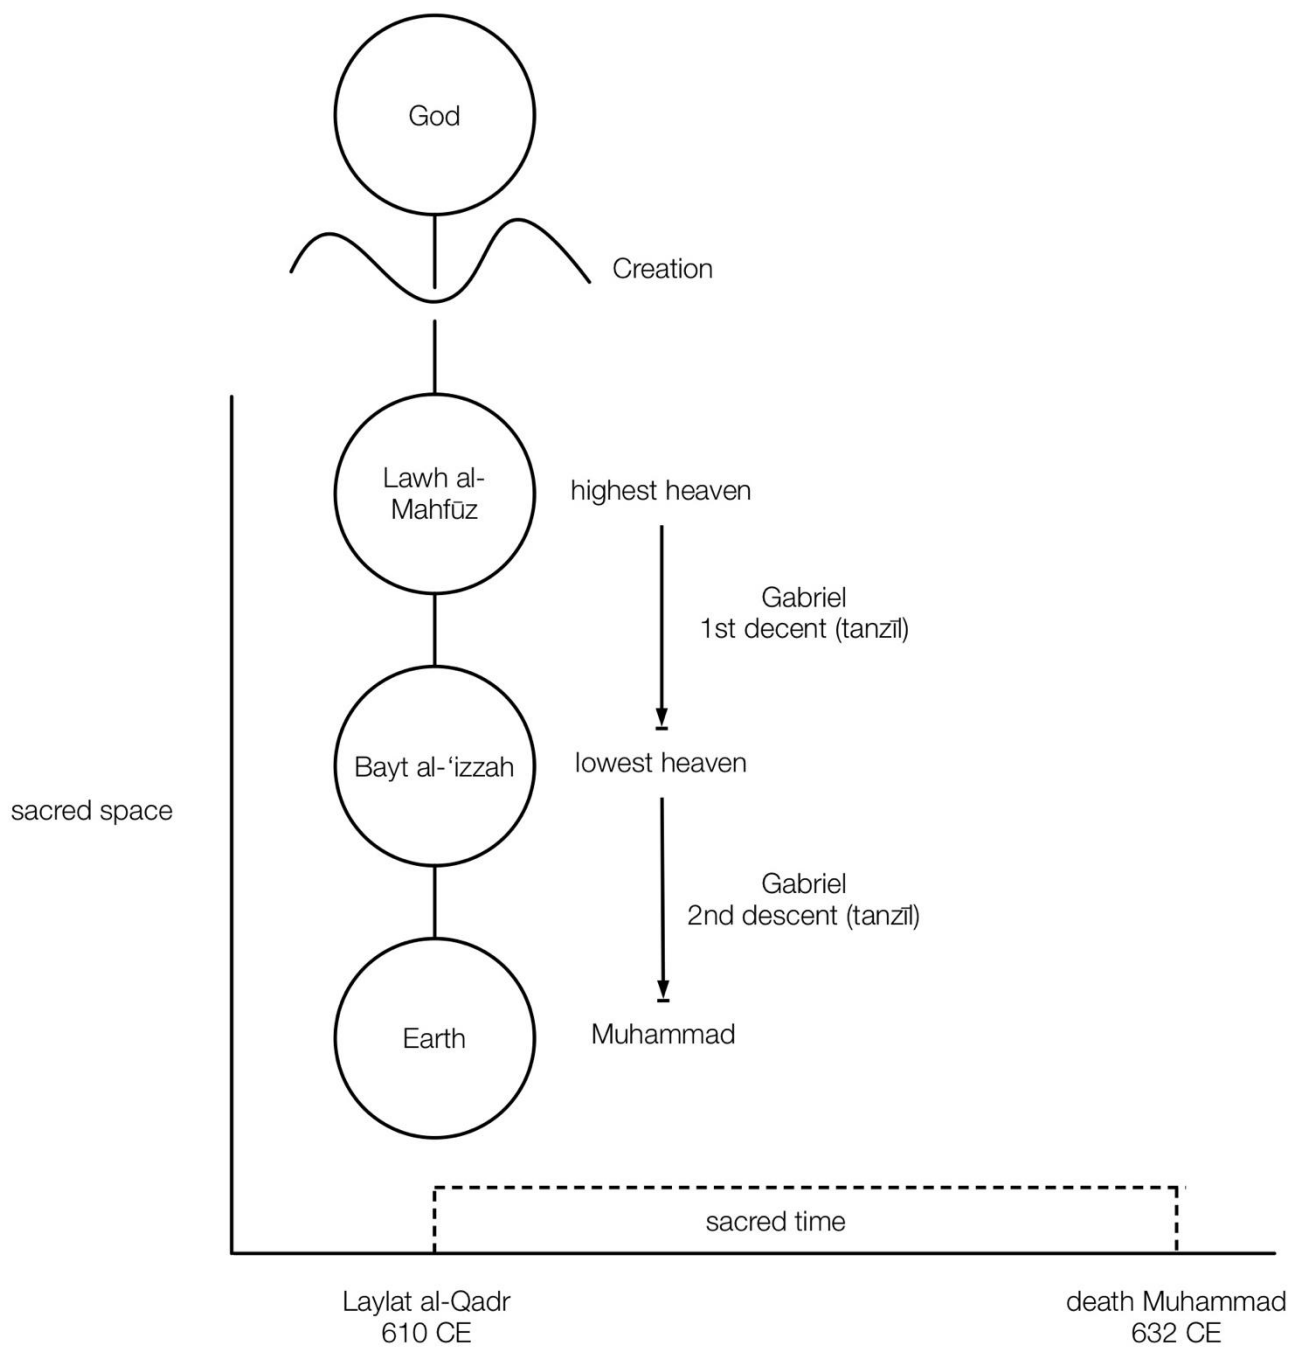 God
Creation
Lawh al-
Mahfūz
highest heaven
Gabriel
1st decent (tanzīl)
Bayt al-‘izzah
lowest heaven
sacred space
Gabriel
2nd descent (tanzīl)
Earth
Muhammad
sacred time
Laylat al-Qadr
610 CE
death Muhammad
632 CE